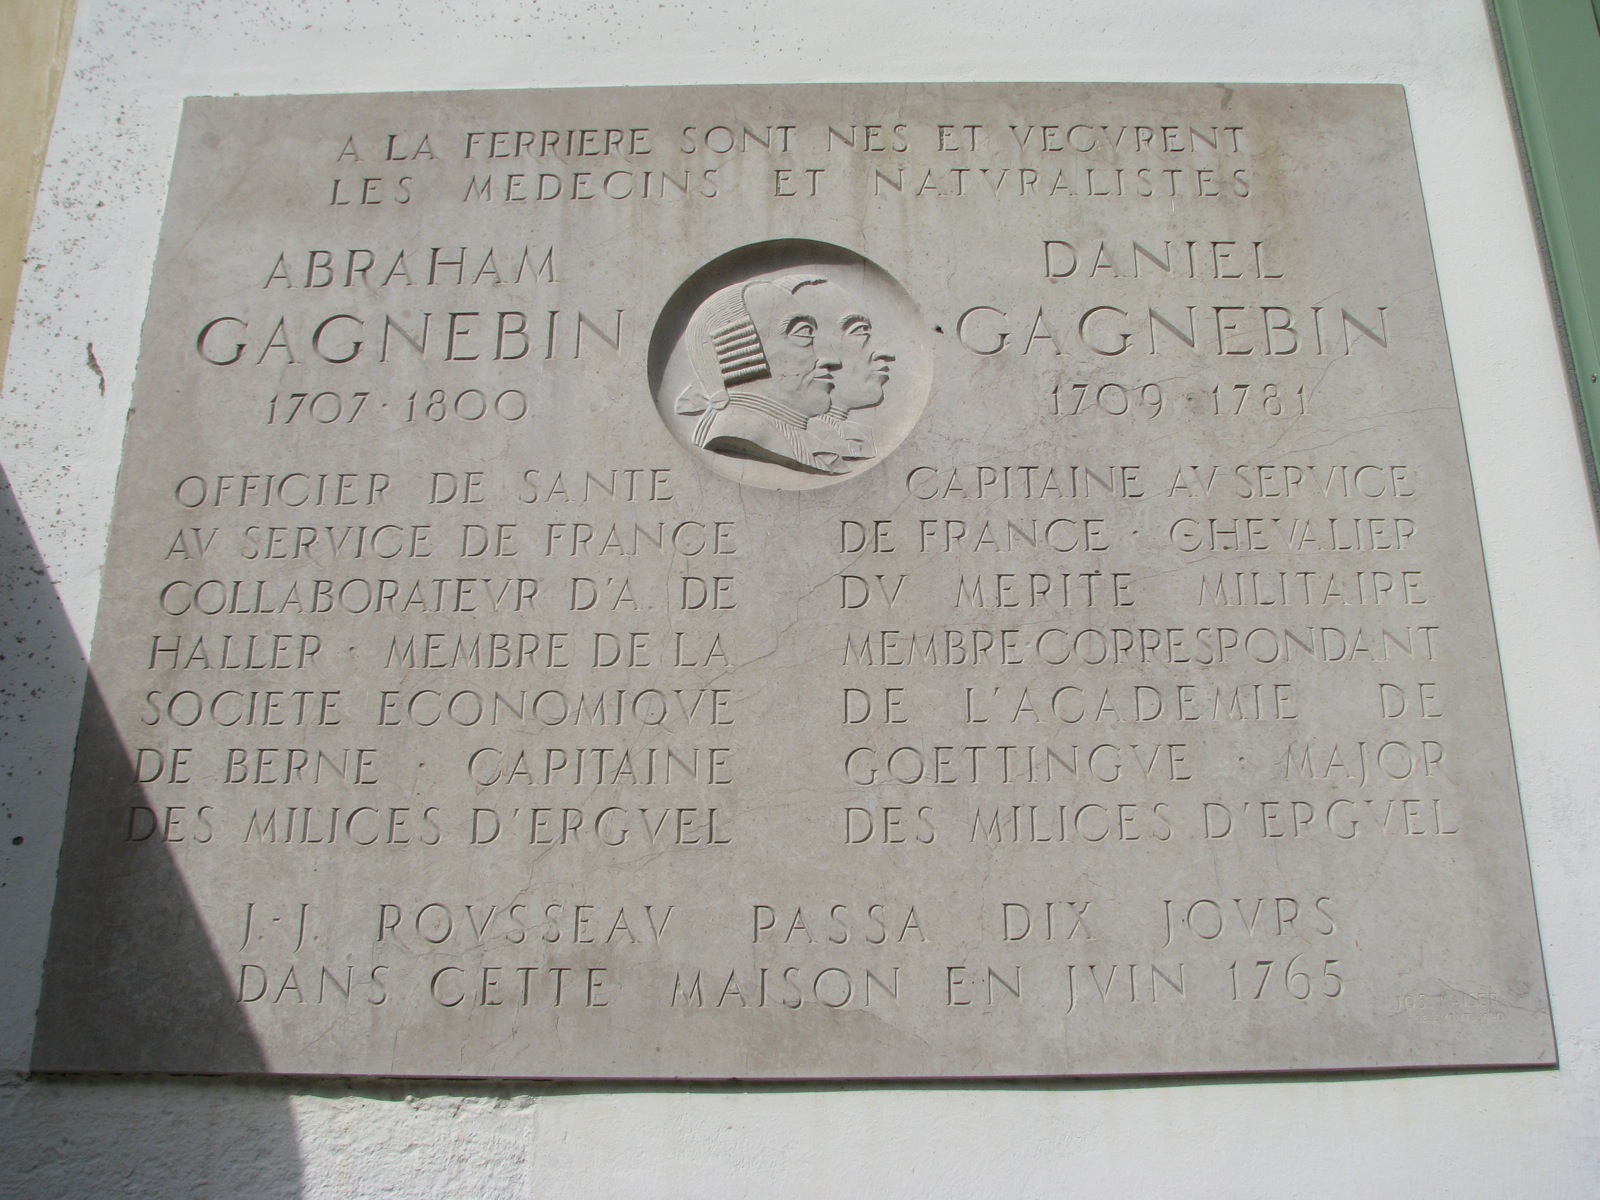 A LA FERRIERE SONT NES ET VECVRENT
LES MEDECINS ET NATVRALISTES
ABRAHAM
GAGNEBIN
1707·1800
OFFICIER DE SANTE
AV SERVICE DE FRANCE
COLLABORATEVR D'A. DE
HALLER · MEMBRE DE LA
SOCIETE ECONOMIQVE
DE BERNE · CAPITAINE
DES MILICES D'ERGVEL
DANIEL
GAGNEBIN
1709·1781
CAPITAINE AV SERVICE
DE FRANCE · CHEVALIER
DV MERITE MILITAIRE
MEMBRE·CORRESPONDANT
DE L'ACADEMIE DE
GOETTINGVE · MAJOR
DES MILICES D'ERGVEL
J.-J. ROVSSEAV PASSA DIX JOVRS
DANS CETTE MAISON EN JVIN 1765